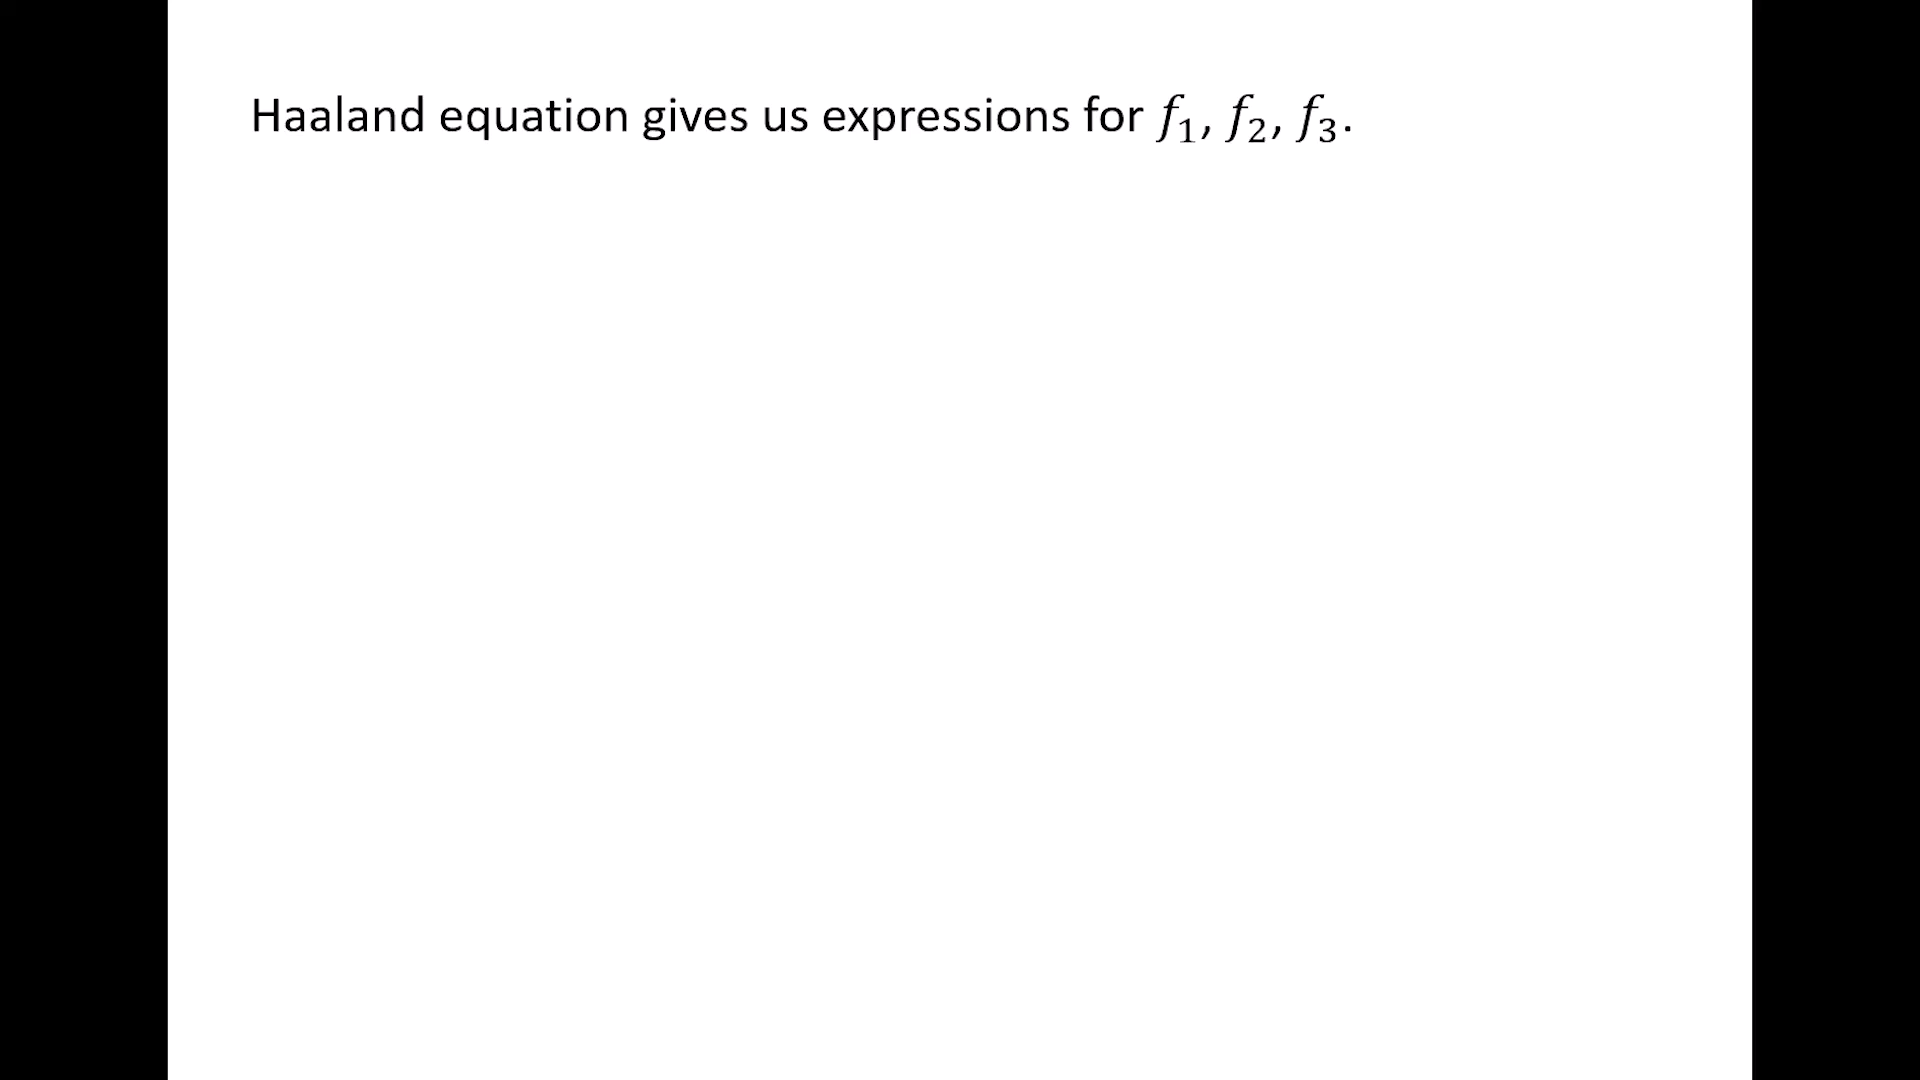 Haaland equation gives us expressions for f₁, f₂, f₃.